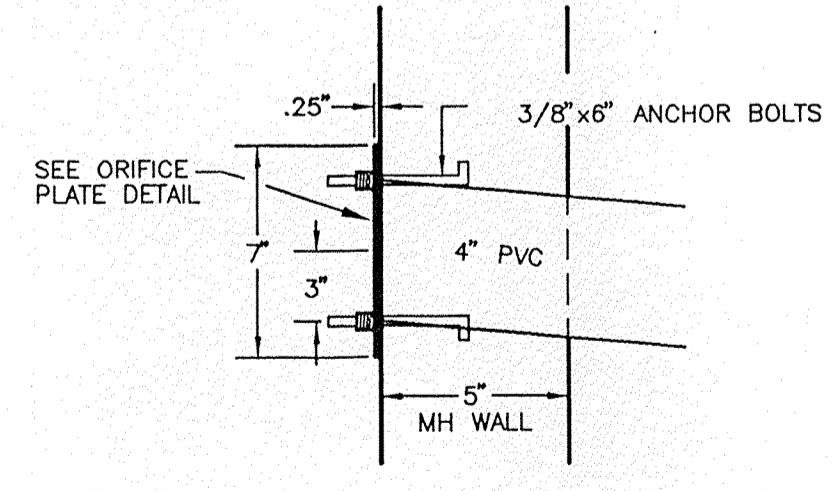 .25"
3/8"x6" ANCHOR BOLTS
SEE ORIFICE
PLATE DETAIL
7"
4" PVC
3"
5"
MH WALL